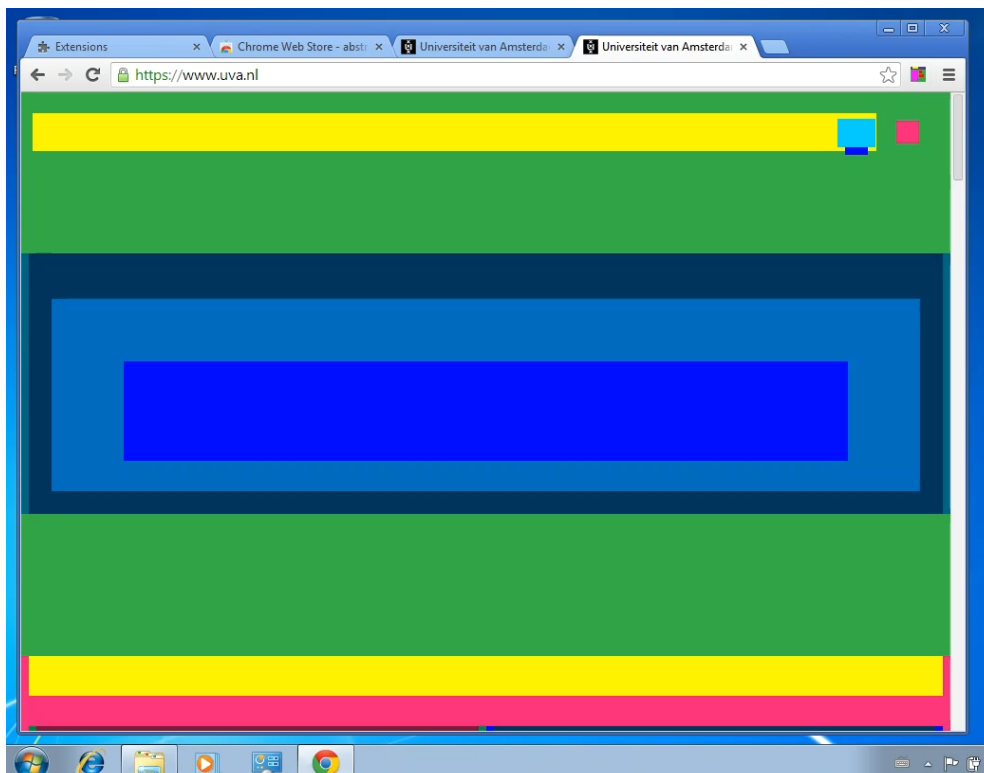 Extensions
Chrome Web Store - abstr
Universiteit van Amsterda
Universiteit van Amsterda
https://www.uva.nl